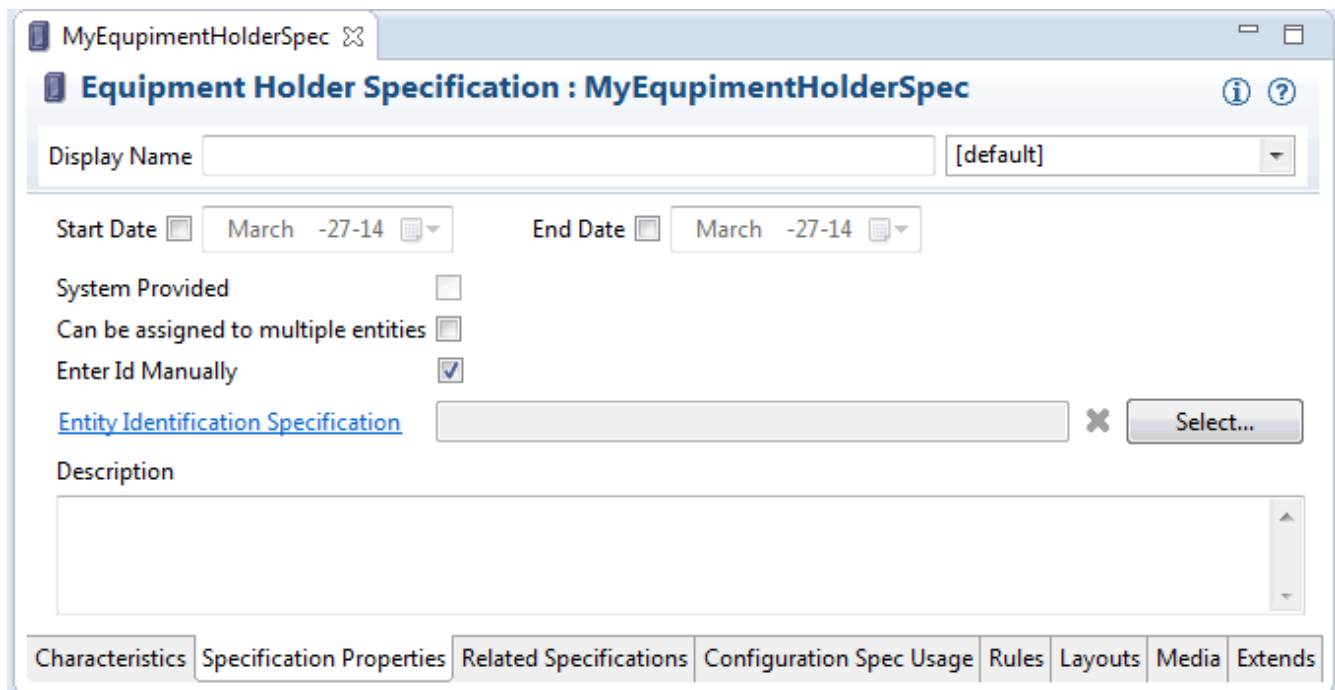 MyEqupimentHolderSpec
Equipment Holder Specification : MyEqupimentHolderSpec
Display Name [default]
Start Date March -27-14 End Date March -27-14
System Provided
Can be assigned to multiple entities
Enter Id Manually
Entity Identification Specification Select...
Description
Characteristics Specification Properties Related Specifications Configuration Spec Usage Rules Layouts Media Extends